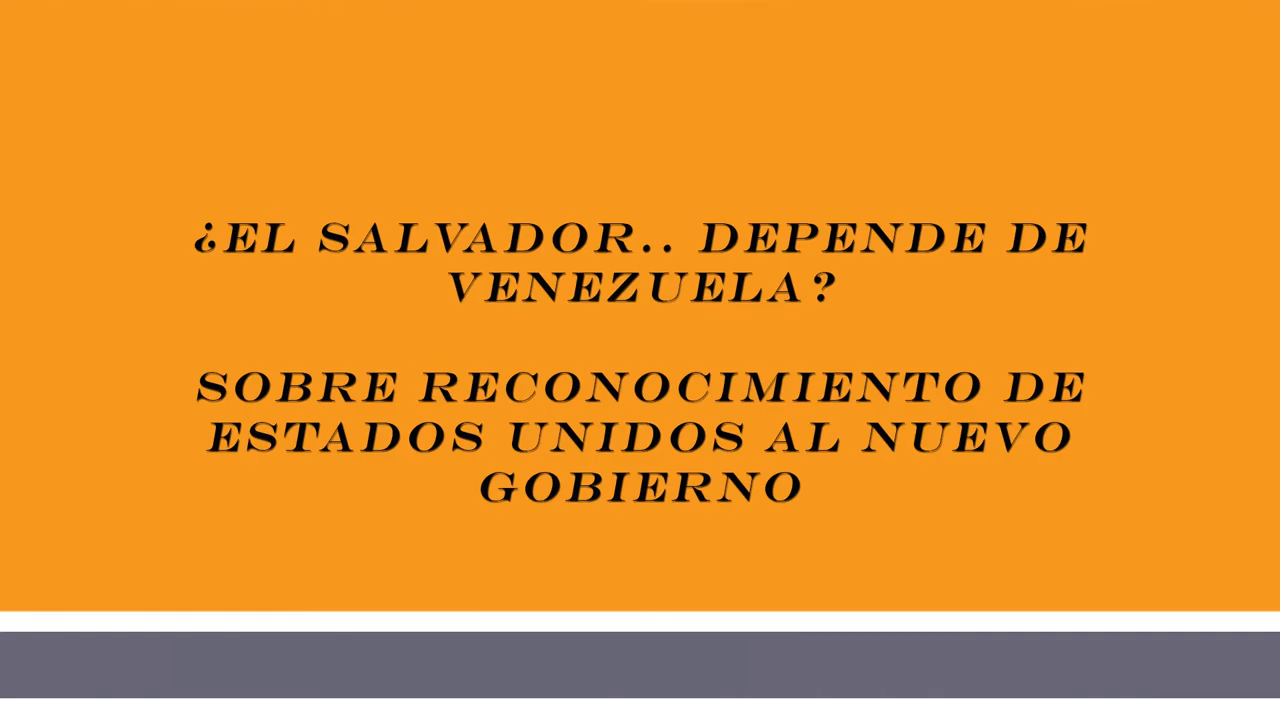 ¿EL SALVADOR.. DEPENDE DE
VENEZUELA?
SOBRE RECONOCIMIENTO DE
ESTADOS UNIDOS AL NUEVO
GOBIERNO